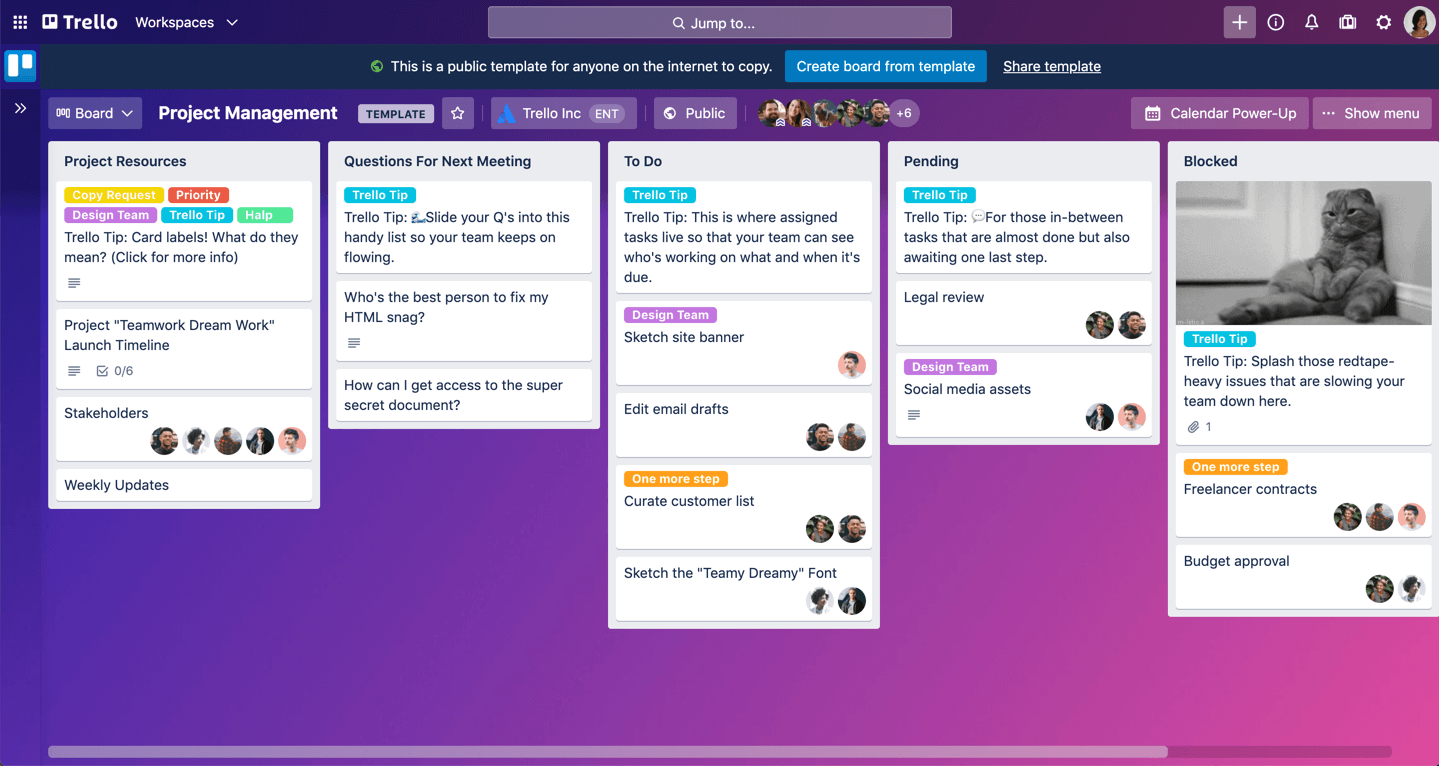 Trello Workspaces Jump to...
This is a public template for anyone on the internet to copy. Create board from template Share template
Board Project Management TEMPLATE Trello Inc ENT Public +6 Calendar Power-Up ... Show menu
Project Resources
Copy Request Priority
Design Team Trello Tip Halp
Trello Tip: Card labels! What do they
mean? (Click for more info)
Project "Teamwork Dream Work"
Launch Timeline
0/6
Stakeholders
Weekly Updates
Questions For Next Meeting
Trello Tip
Trello Tip: 🌊Slide your Q's into this
handy list so your team keeps on
flowing.
Who's the best person to fix my
HTML snag?
How can I get access to the super
secret document?
To Do
Trello Tip
Trello Tip: This is where assigned
tasks live so that your team can see
who's working on what and when it's
due.
Design Team
Sketch site banner
Edit email drafts
One more step
Curate customer list
Sketch the "Teamy Dreamy" Font
Pending
Trello Tip
Trello Tip: 💬For those in-between
tasks that are almost done but also
awaiting one last step.
Legal review
Design Team
Social media assets
Blocked
Trello Tip
Trello Tip: Splash those redtape-
heavy issues that are slowing your
team down here.
1
One more step
Freelancer contracts
Budget approval